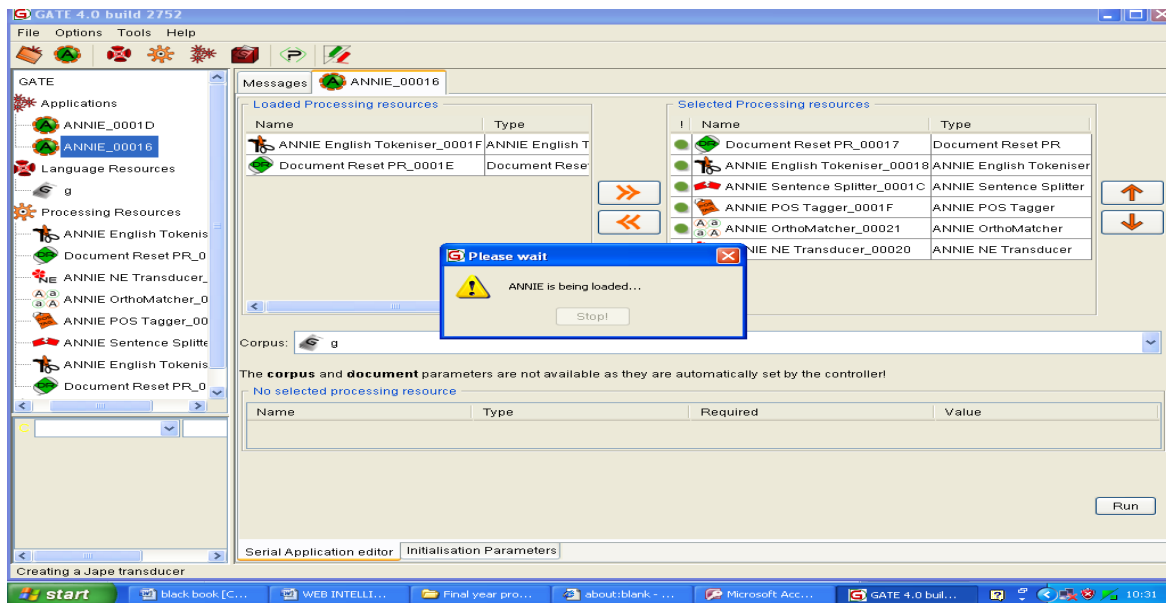 GATE 4.0 build 2752
File Options Tools Help
GATE
Applications
ANNIE_0001D
ANNIE_00016
Language Resources
g
Processing Resources
ANNIE English Tokenis
Document Reset PR_0
ANNIE NE Transducer_
ANNIE OrthoMatcher_0
ANNIE POS Tagger_00
ANNIE Sentence Splitte
ANNIE English Tokenis
Document Reset PR_0
Messages ANNIE_00016
Loaded Processing resources
Name Type
ANNIE English Tokeniser_0001F ANNIE English T
Document Reset PR_0001E Document Rese
Selected Processing resources
! Name Type
Document Reset PR_00017 Document Reset PR
ANNIE English Tokeniser_00018 ANNIE English Tokeniser
ANNIE Sentence Splitter_0001C ANNIE Sentence Splitter
ANNIE POS Tagger_0001F ANNIE POS Tagger
ANNIE OrthoMatcher_00021 ANNIE OrthoMatcher
NIE NE Transducer_00020 ANNIE NE Transducer
Please wait
ANNIE is being loaded...
Stop!
Corpus: g
The corpus and document parameters are not available as they are automatically set by the controller!
No selected processing resource
Name Type Required Value
Run
Serial Application editor Initialisation Parameters
Creating a Jape transducer
start black book [C... WEB INTELLI... Final year pro... about:blank - ... Microsoft Acc... GATE 4.0 buil... 10:31